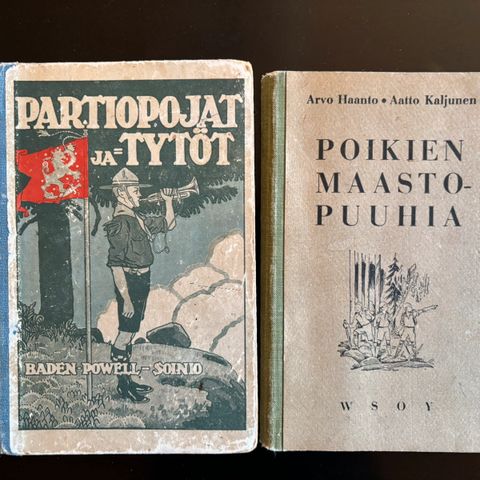 PARTIOPOJAT
JA= TYTÖT
BADEN-POWELL,-SOINIO
Arvo Haanto • Aatto Kaljunen
POIKIEN
MAASTO-
PUUHIA
WSOY